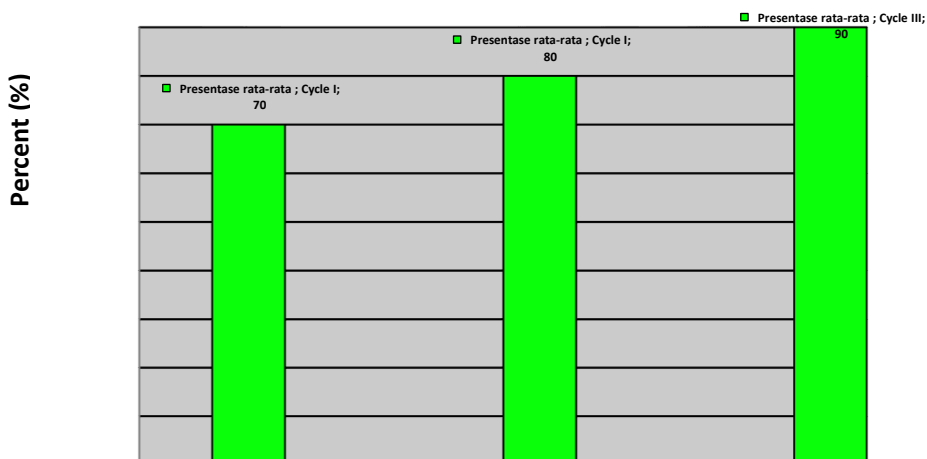 Presentase rata-rata ; Cycle III;
90
Presentase rata-rata ; Cycle I;
80
Presentase rata-rata ; Cycle I;
70
Percent (%)